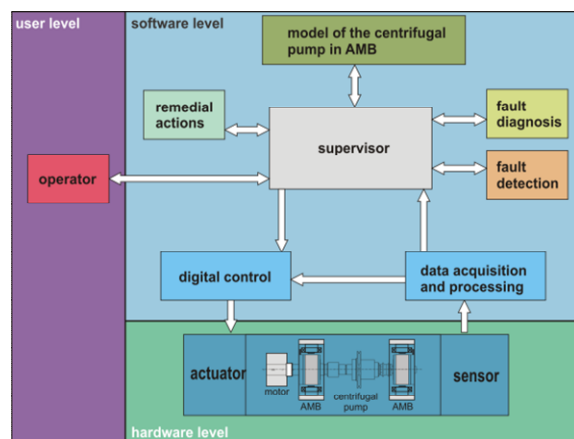 user level
software level
model of the centrifugal
pump in AMB
remedial
actions
fault
diagnosis
supervisor
fault
detection
operator
digital control
data acquisition
and processing
actuator
motor
AMB
centrifugal
pump
AMB
sensor
hardware level